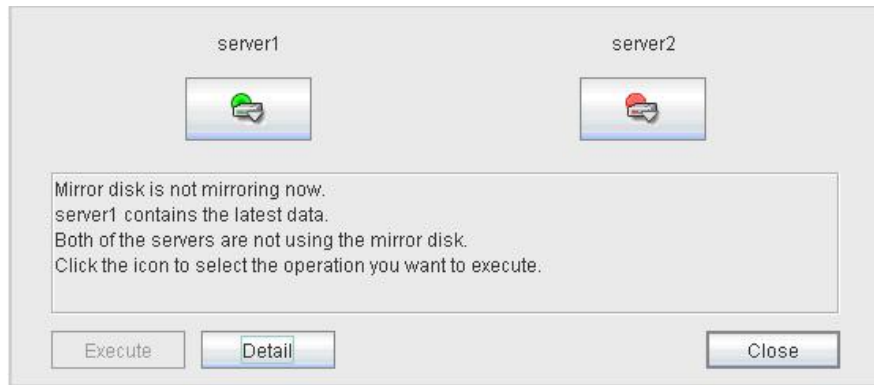 server1
server2
Mirror disk is not mirroring now.
server1 contains the latest data.
Both of the servers are not using the mirror disk.
Click the icon to select the operation you want to execute.
Execute
Detail
Close